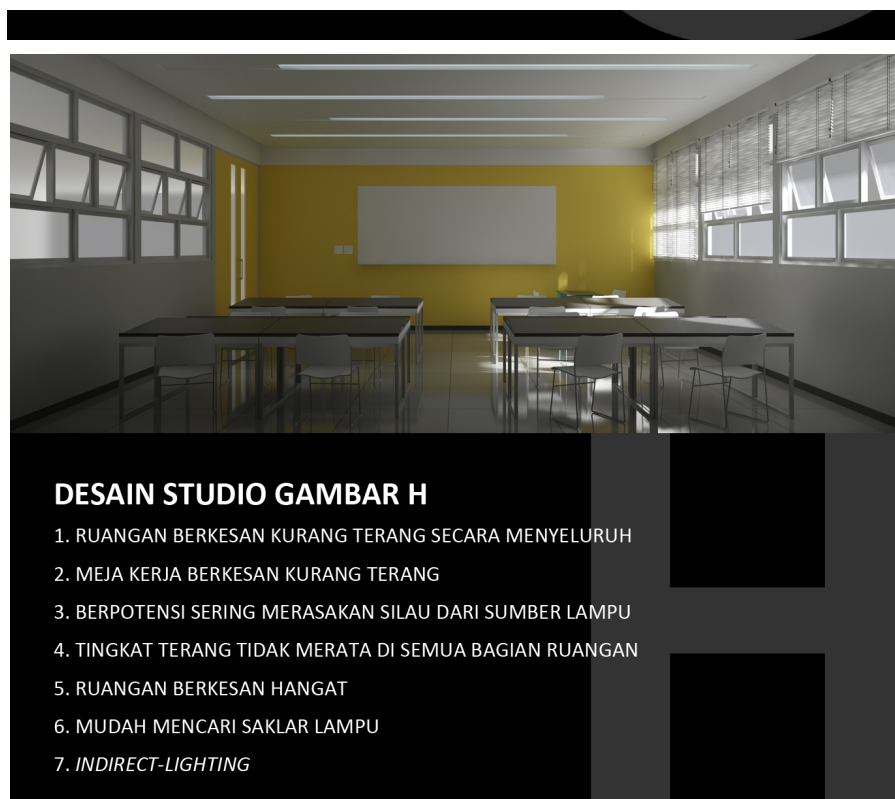 DESAIN STUDIO GAMBAR H
1. RUANGAN BERKESAN KURANG TERANG SECARA MENYELURUH
2. MEJA KERJA BERKESAN KURANG TERANG
3. BERPOTENSI SERING MERASAKAN SILAU DARI SUMBER LAMPU
4. TINGKAT TERANG TIDAK MERATA DI SEMUA BAGIAN RUANGAN
5. RUANGAN BERKESAN HANGAT
6. MUDAH MENCARI SAKLAR LAMPU
7. INDIRECT-LIGHTING
H